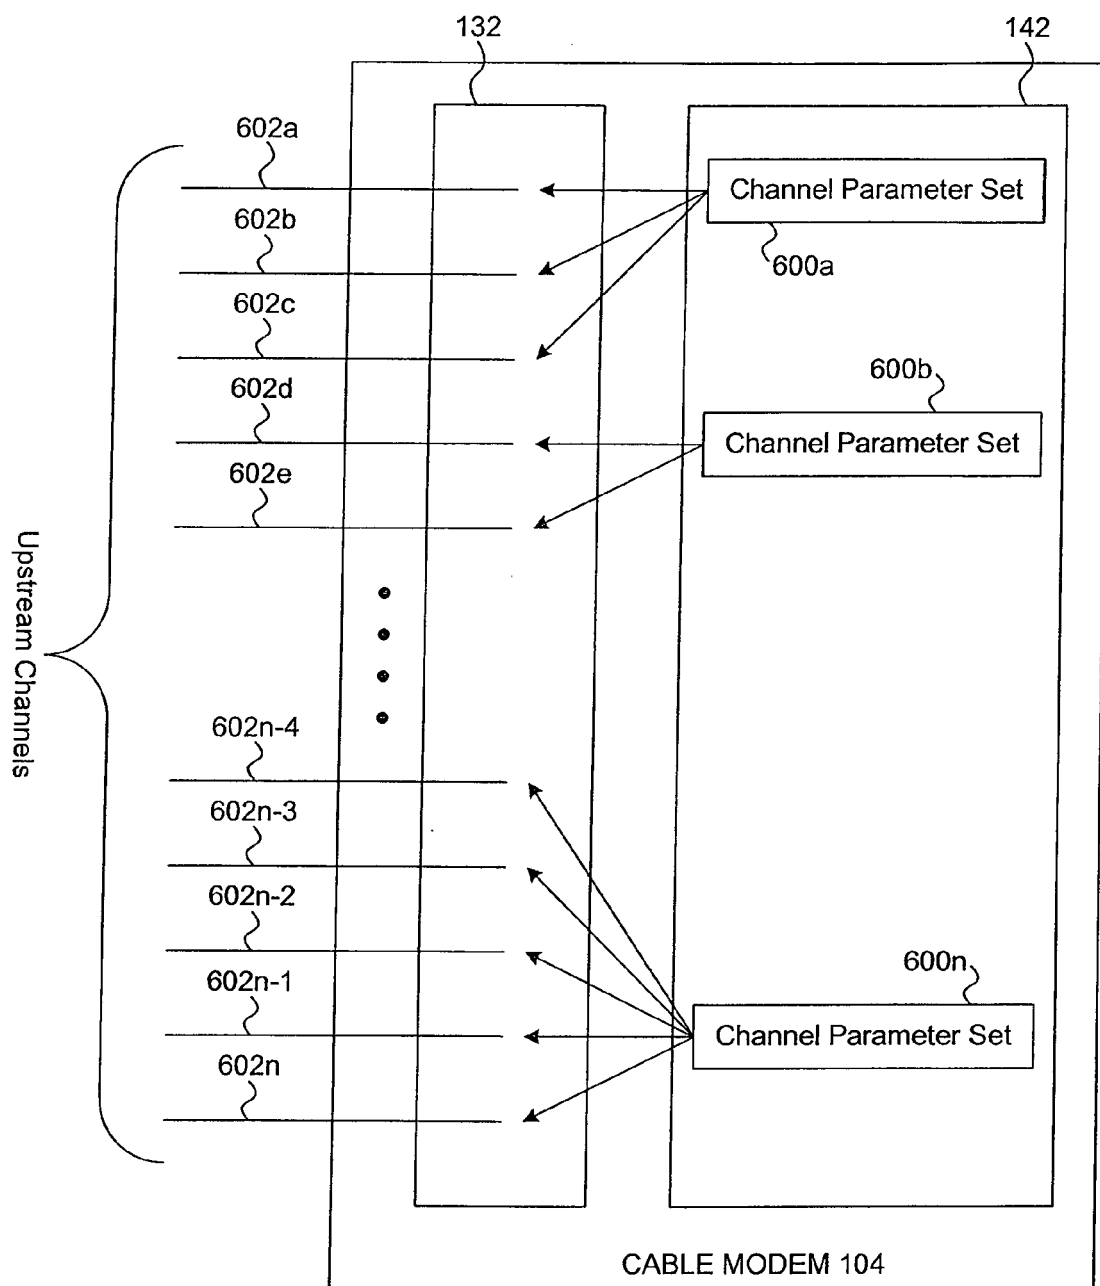 132
142
602a
Channel Parameter Set
602b
600a
602c
600b
602d
Channel Parameter Set
602e
Upstream Channels
602n-4
602n-3
602n-2
600n
602n-1
Channel Parameter Set
602n
CABLE MODEM 104